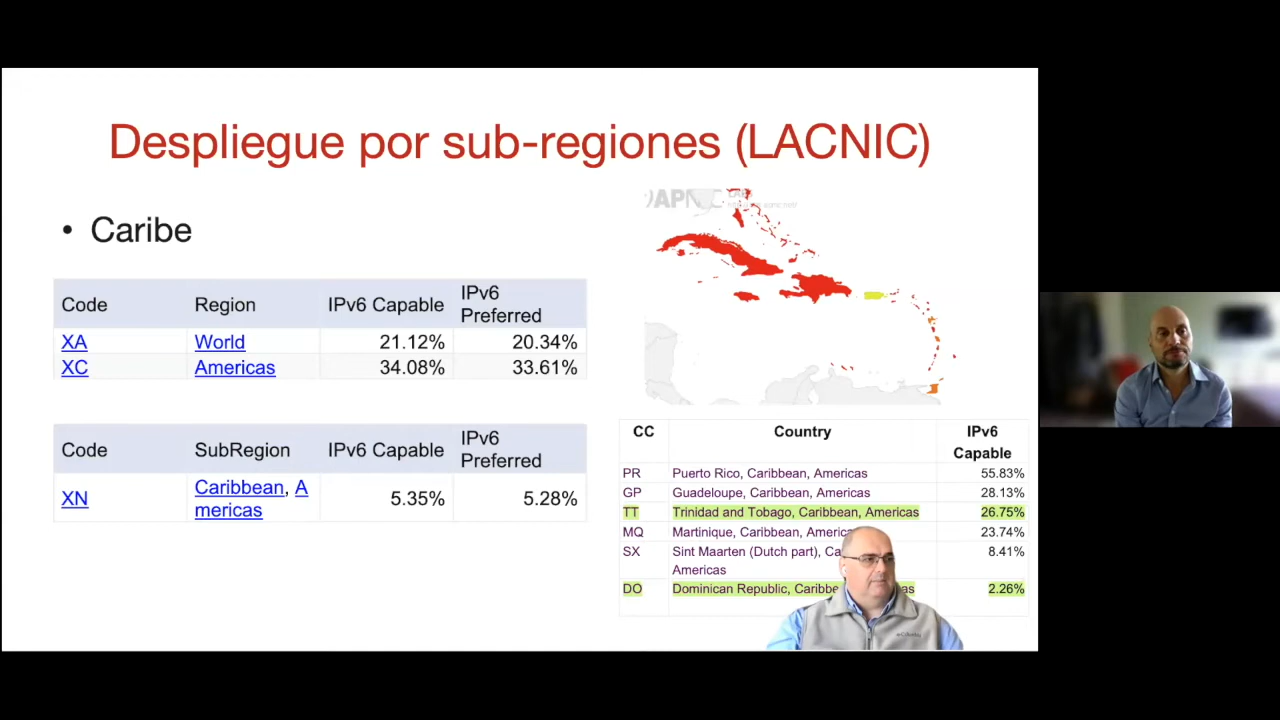 Despliegue por sub-regiones (LACNIC)
• Caribe
Code Region IPv6 Capable IPv6 Preferred
XA World 21.12% 20.34%
XC Americas 34.08% 33.61%
Code SubRegion IPv6 Capable IPv6 Preferred
XN Caribbean, A
mericas 5.35% 5.28%
APNIC LABS
CC Country IPv6
Capable
PR Puerto Rico, Caribbean, Americas 55.83%
GP Guadeloupe, Caribbean, Americas 28.13%
TT Trinidad and Tobago, Caribbean, Americas 26.75%
MQ Martinique, Caribbean, America 23.74%
SX Sint Maarten (Dutch part), Ca 8.41%
Americas
DO Dominican Republic, Caribbe as 2.26%
Columbia